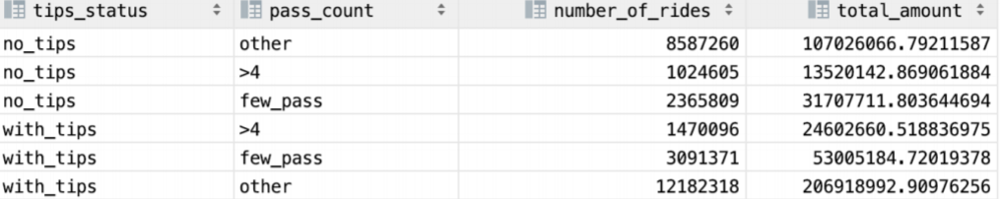 tips_status pass_count number_of_rides total_amount
no_tips other 8587260 107026066.79211587
no_tips >4 1024605 13520142.869061884
no_tips few_pass 2365809 31707711.803644694
with_tips >4 1470096 24602660.518836975
with_tips few_pass 3091371 53005184.72019378
with_tips other 12182318 206918992.90976256